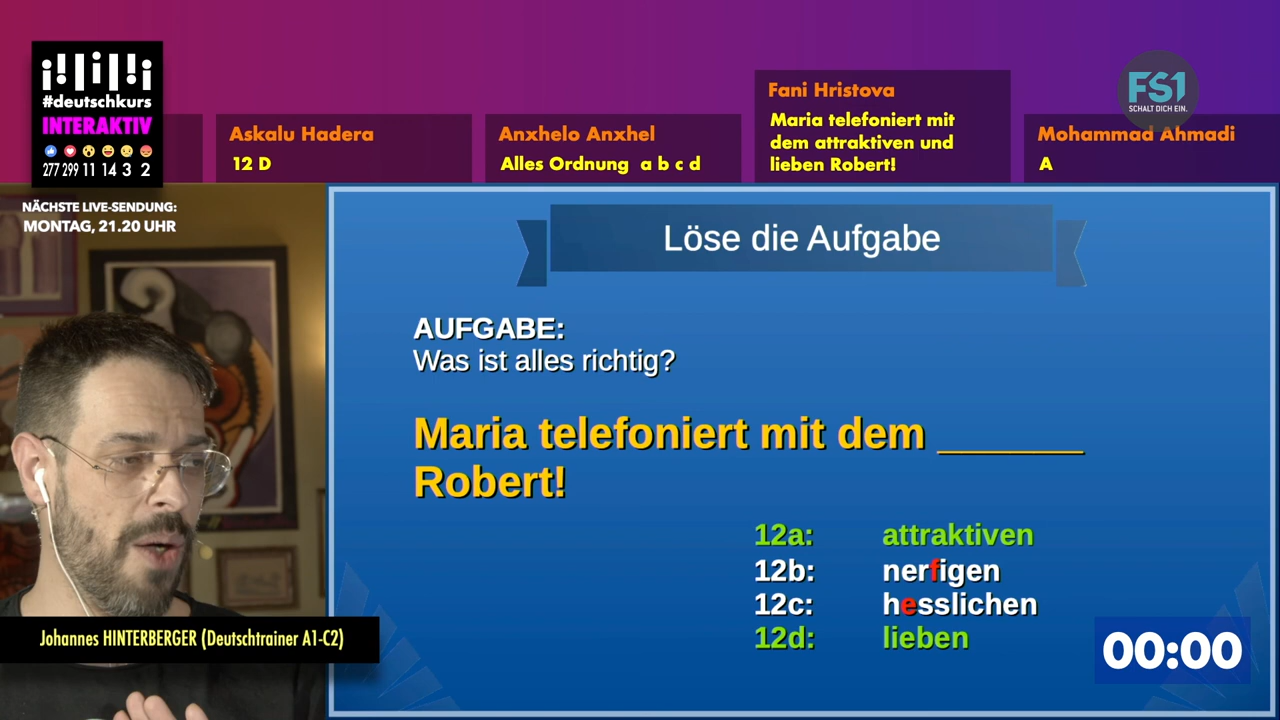 #deutschkurs
INTERAKTIV
277 299 11 14 3 2
Askalu Hadera
12 D
Anxhelo Anxhel
Alles Ordnung a b c d
Fani Hristova
Maria telefoniert mit
dem attraktiven und
lieben Robert!
Mohammad Ahmadi
A
FS1
SCHALT DICH EIN.
NÄCHSTE LIVE-SENDUNG:
MONTAG, 21.20 UHR
Löse die Aufgabe
AUFGABE:
Was ist alles richtig?
Maria telefoniert mit dem ______
Robert!
12a: attraktiven
12b: nerfigen
12c: hesslichen
12d: lieben
Johannes HINTERBERGER (Deutschtrainer A1-C2)
00:00